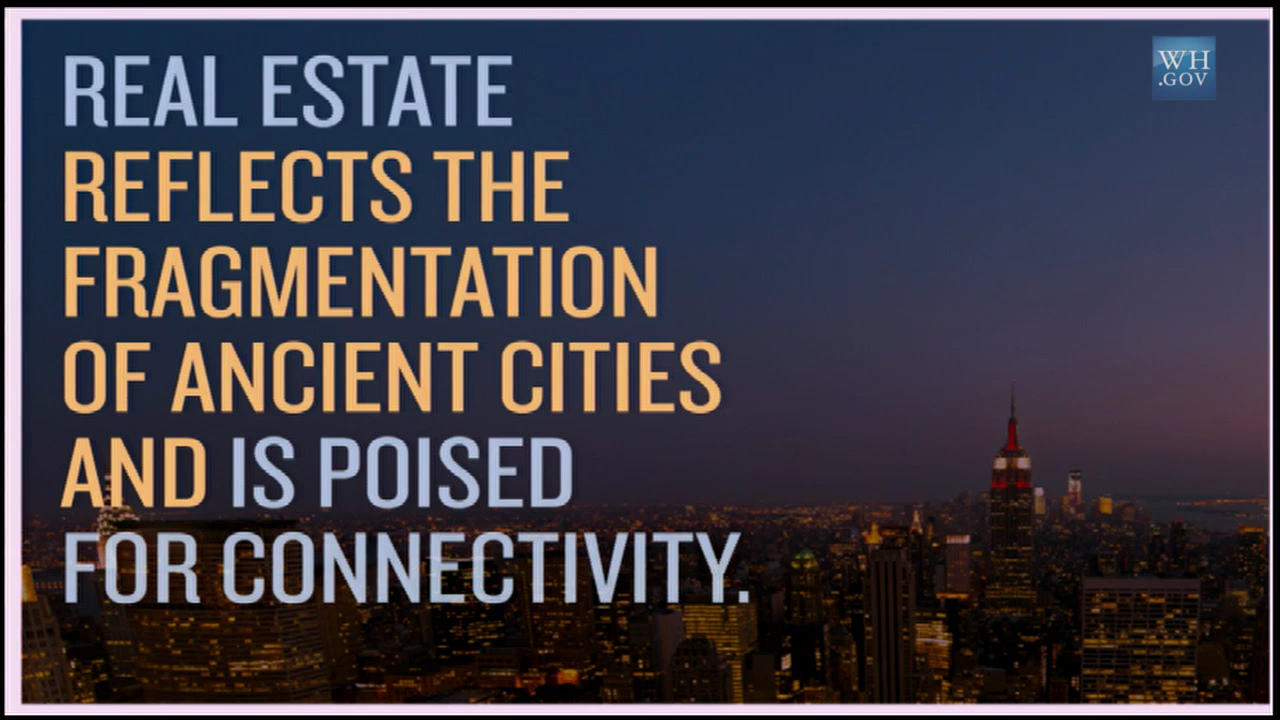 REAL ESTATE
REFLECTS THE
FRAGMENTATION
OF ANCIENT CITIES
AND IS POISED
FOR CONNECTIVITY.
WH
.GOV